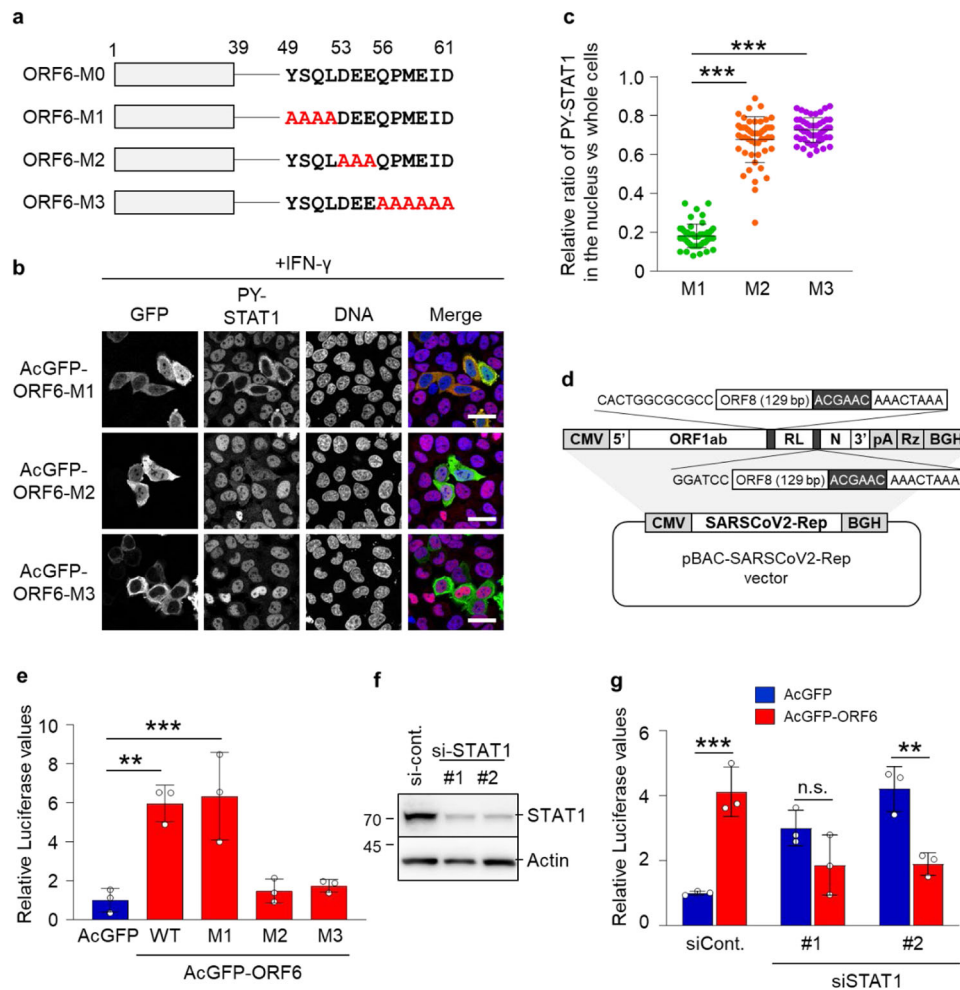 a
1 39 49 53 56 61
ORF6-M0 YSQLDEEQPMEID
ORF6-M1 AAAADEEQPMEID
ORF6-M2 YSQLAAAQPMEID
ORF6-M3 YSQLDEEAAAAAA
b
+IFN-γ
GFP PY-STAT1 DNA Merge
AcGFP-
ORF6-M1
AcGFP-
ORF6-M2
AcGFP-
ORF6-M3
c
Relative ratio of PY-STAT1
in the nucleus vs whole cells
***
***
1.0
0.8
0.6
0.4
0.2
0
M1 M2 M3
d
CACTGGCGCGCC ORF8 (129 bp) ACGAAC AAACTAAA
CMV 5' ORF1ab RL N 3' pA Rz BGH
GGATCC ORF8 (129 bp) ACGAAC AAACTAAA
CMV SARSCoV2-Rep BGH
pBAC-SARSCoV2-Rep
vector
e
Relative Luciferase values
***
**
10
8
6
4
2
0
AcGFP WT M1 M2 M3
AcGFP-ORF6
f
si-cont.
si-STAT1
#1 #2
70 STAT1
45
Actin
g
AcGFP
AcGFP-ORF6
Relative Luciferase values
***
n.s.
**
6
4
2
0
siCont. #1 #2
siSTAT1